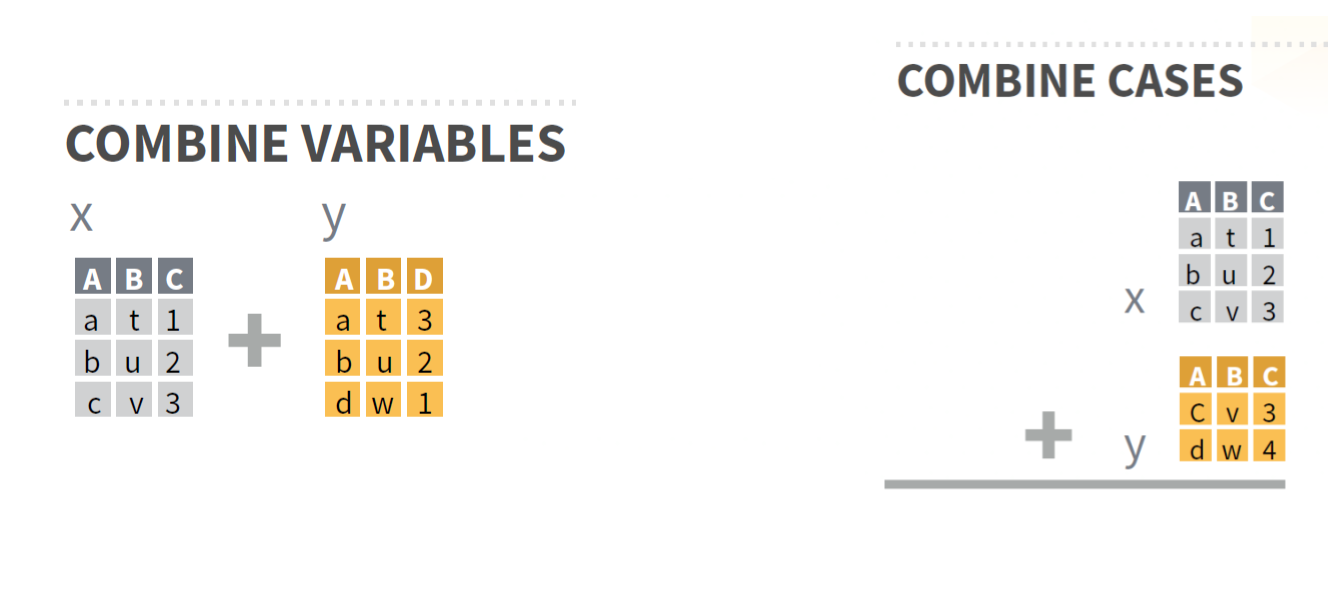 COMBINE VARIABLES
x y
A B C A B D
a t 1 a t 3
b u 2 b u 2
c v 3 d w 1
COMBINE CASES
A B C
a t 1
b u 2
x c v 3
A B C
C v 3
+ y d w 4